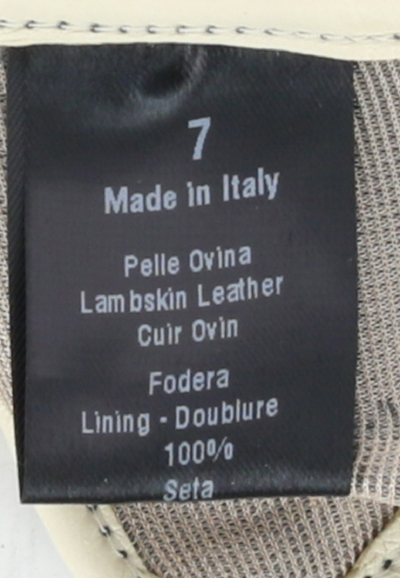 7
Made in Italy
Pelle Ovina
Lambskin Leather
Cuir Ovin
Fodera
Lining - Doublure
100%
Seta